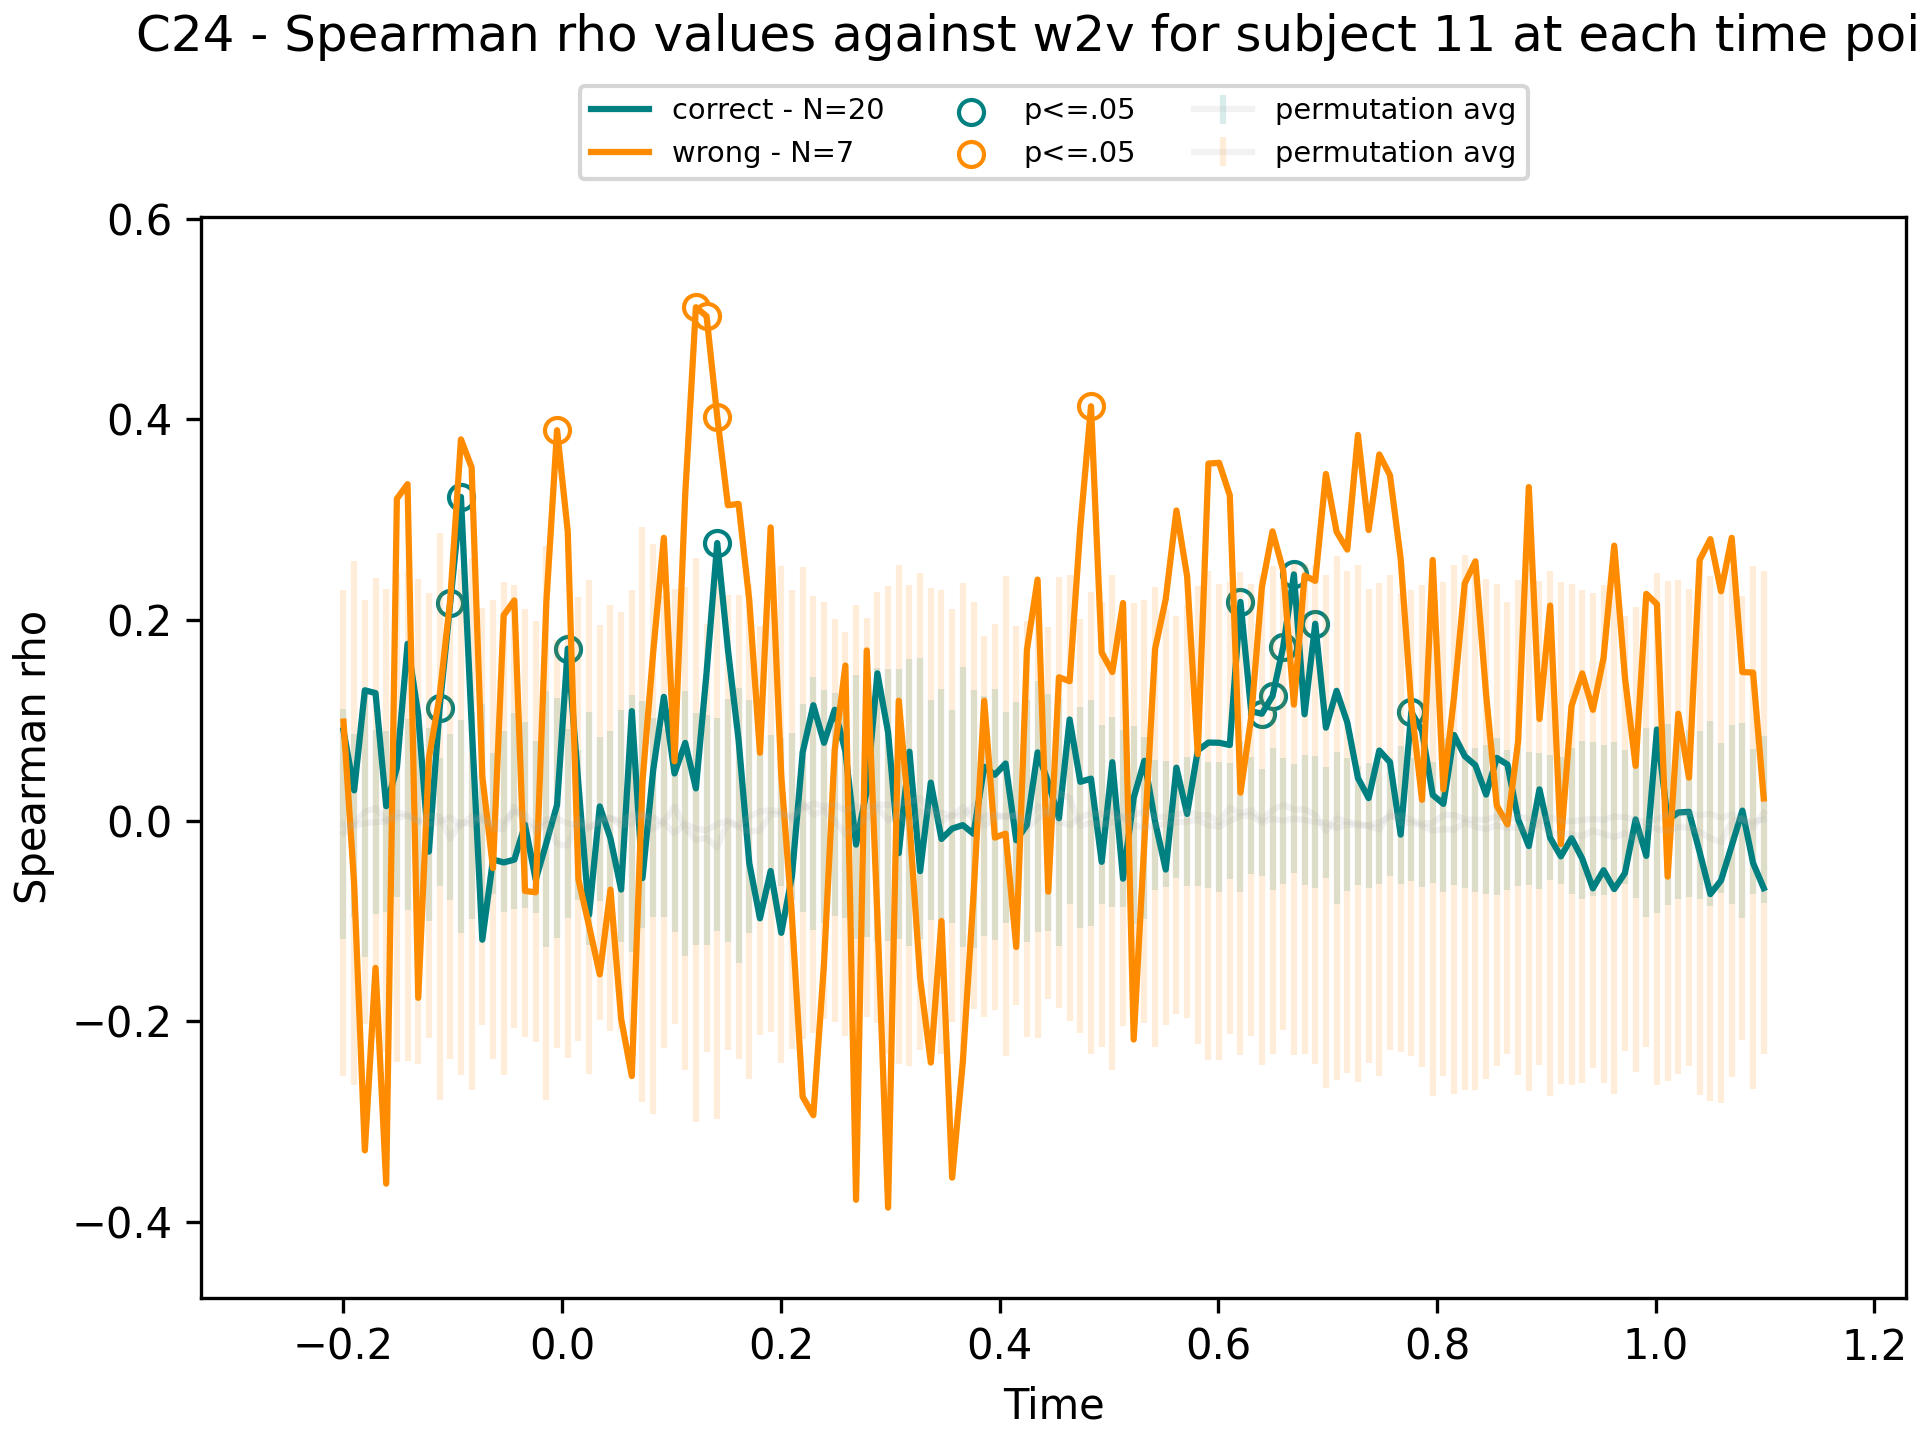 C24 - Spearman rho values against w2v for subject 11 at each time poi
correct - N=20 p<=.05 permutation avg
wrong - N=7 p<=.05 permutation avg
0.6
0.4
0.2
0.0
−0.2
−0.4
Spearman rho
−0.2 0.0 0.2 0.4 0.6 0.8 1.0 1.2
Time